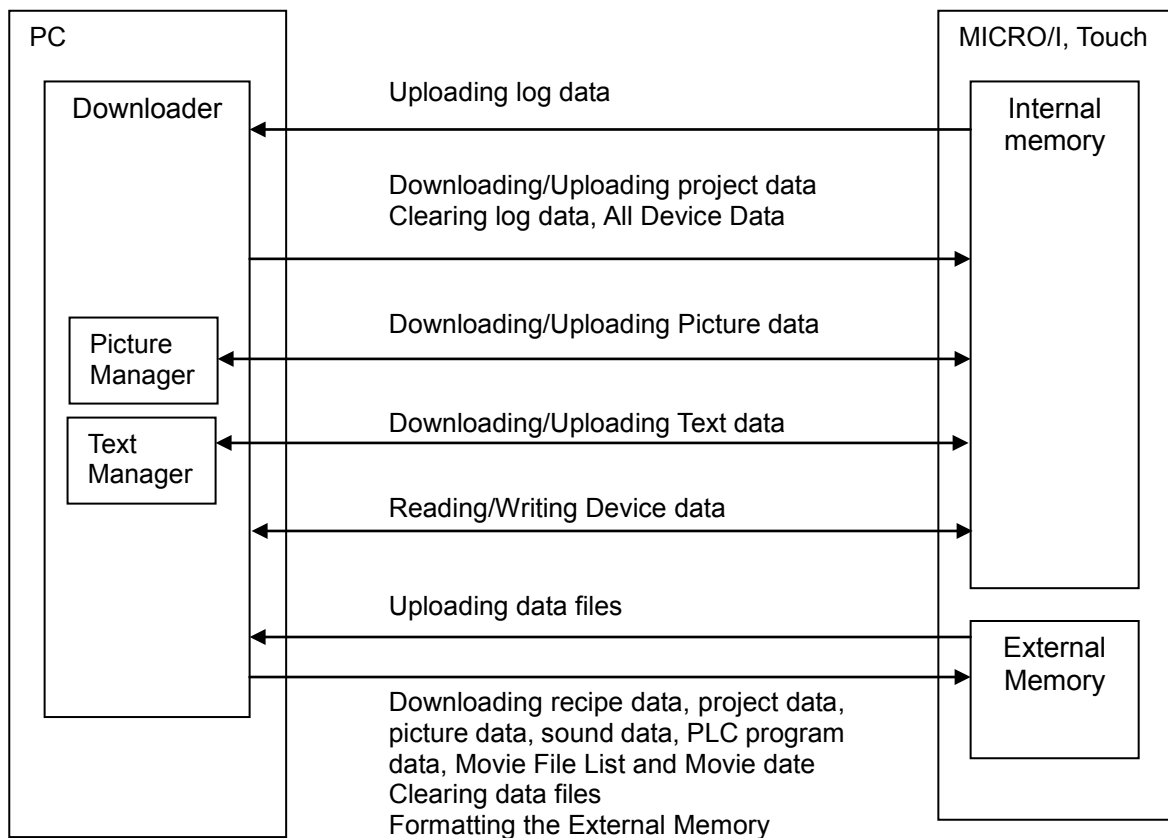 PC
MICRO/I, Touch
Downloader
Uploading log data
Internal
memory
Downloading/Uploading project data
Clearing log data, All Device Data
Downloading/Uploading Picture data
Picture
Manager
Downloading/Uploading Text data
Text
Manager
Reading/Writing Device data
Uploading data files
External
Memory
Downloading recipe data, project data,
picture data, sound data, PLC program
data, Movie File List and Movie date
Clearing data files
Formatting the External Memory